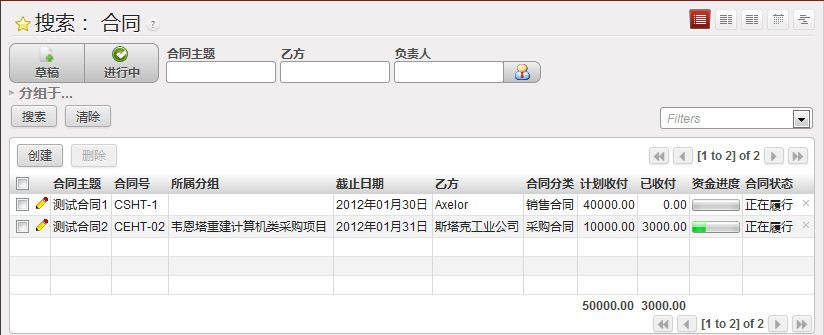 搜索： 合同 ?
合同主题 乙方 负责人
草稿 进行中
分组于...
搜索 清除
Filters
创建 删除 [1 to 2] of 2
合同主题 合同号 所属分组 截止日期 乙方 合同分类 计划收付 已收付 资金进度 合同状态
测试合同1 CSHT-1 2012年01月30日 Axelor 销售合同 40000.00 0.00 正在履行
测试合同2 CEHT-02 韦恩塔重建计算机类采购项目 2012年01月31日 斯塔克工业公司 采购合同 10000.00 3000.00 正在履行
50000.00 3000.00
[1 to 2] of 2